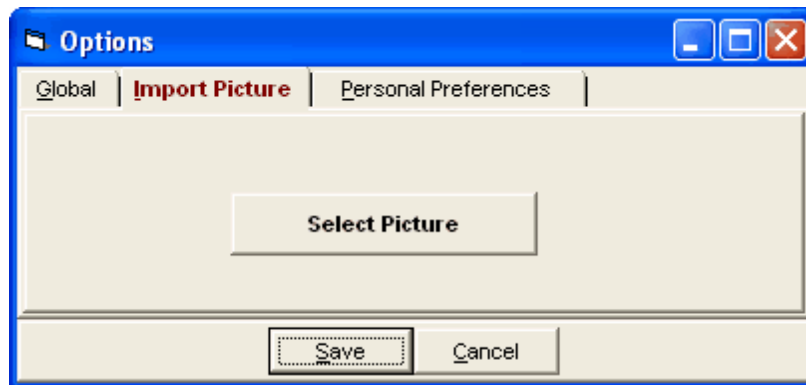 Options
Global Import Picture Personal Preferences
Select Picture
Save Cancel